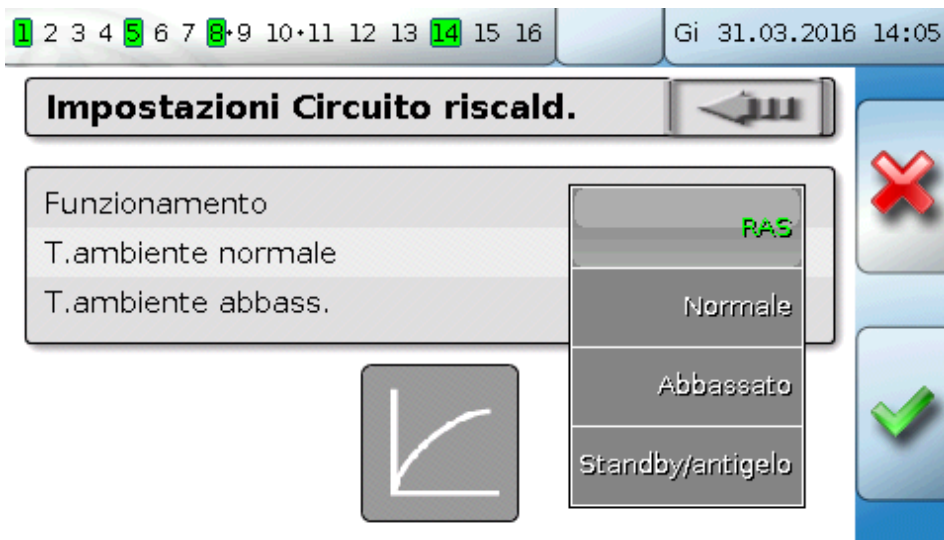 1 2 3 4 5 6 7 8•9 10•11 12 13 14 15 16 Gi 31.03.2016 14:05
Impostazioni Circuito riscald.
Funzionamento
T.ambiente normale
T.ambiente abbass.
RAS
Normale
Abbassato
Standby/antigelo